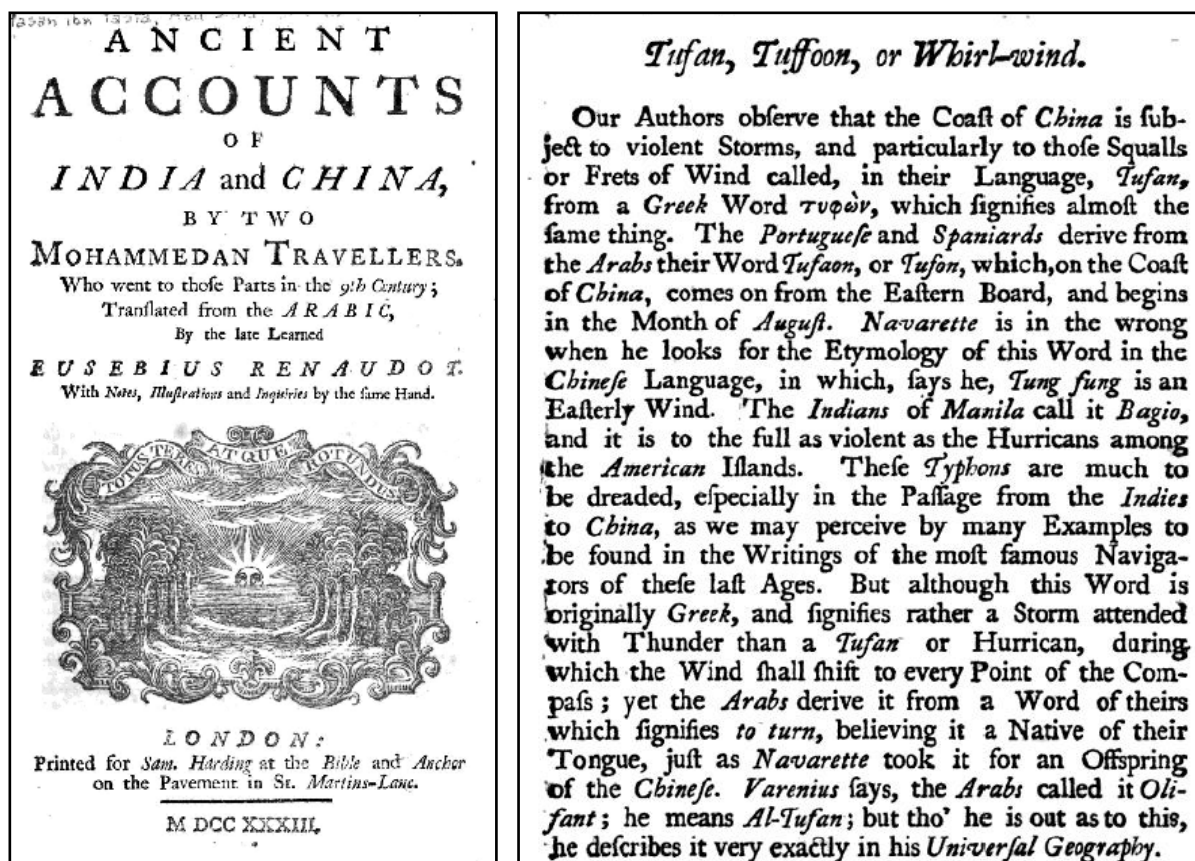 ANCIENT
ACCOUNTS
OF
INDIA and CHINA,
BY TWO
MOHAMMEDAN TRAVELLERS.
Who went to thoſe Parts in the 9th Century;
Tranſlated from the ARABIC,
By the late Learned
EUSEBIUS RENAUDOT.
With Notes, Illuſtrations and Inquiries by the ſame Hand.
TOTUS TERES ATQUE ROTUNDUS
LONDON:
Printed for Sam. Harding at the Bible and Anchor
on the Pavement in St. Martins-Lane.
M DCC XXXIII.
Tufan, Tuffoon, or Whirl-wind.
Our Authors obſerve that the Coaſt of China is ſub-
ject to violent Storms, and particularly to thoſe Squalls
or Frets of Wind called, in their Language, Tufan,
from a Greek Word τυφὼν, which ſignifies almoſt the
ſame thing. The Portugueſe and Spaniards derive from
the Arabs their Word Tufaon, or Tufon, which, on the Coaſt
of China, comes on from the Eaſtern Board, and begins
in the Month of Auguſt. Navarette is in the wrong
when he looks for the Etymology of this Word in the
Chineſe Language, in which, ſays he, Tung fung is an
Eaſterly Wind. The Indians of Manila call it Bagio,
and it is to the full as violent as the Hurricans among
the American Iſlands. Theſe Typhons are much to
be dreaded, eſpecially in the Paſſage from the Indies
to China, as we may perceive by many Examples to
be found in the Writings of the moſt famous Naviga-
tors of theſe laſt Ages. But although this Word is
originally Greek, and ſignifies rather a Storm attended
with Thunder than a Tufan or Hurrican, during
which the Wind ſhall ſhift to every Point of the Com-
paſs; yet the Arabs derive it from a Word of theirs
which ſignifies to turn, believing it a Native of their
Tongue, juſt as Navarette took it for an Offspring
of the Chineſe. Varenius ſays, the Arabs called it Oli-
fant; he means Al-Tufan; but tho' he is out as to this,
he deſcribes it very exactly in his Univerſal Geography.